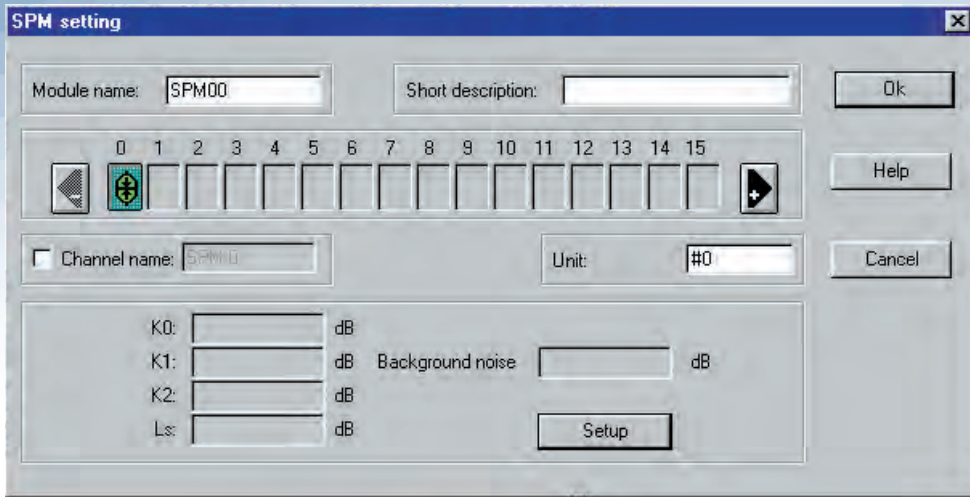 SPM setting
Module name: SPM00 Short description: Ok
0 1 2 3 4 5 6 7 8 9 10 11 12 13 14 15
Help
Channel name: SPM 0 Unit: #0 Cancel
K0: dB
K1: dB Background noise dB
K2: dB
Ls: dB Setup